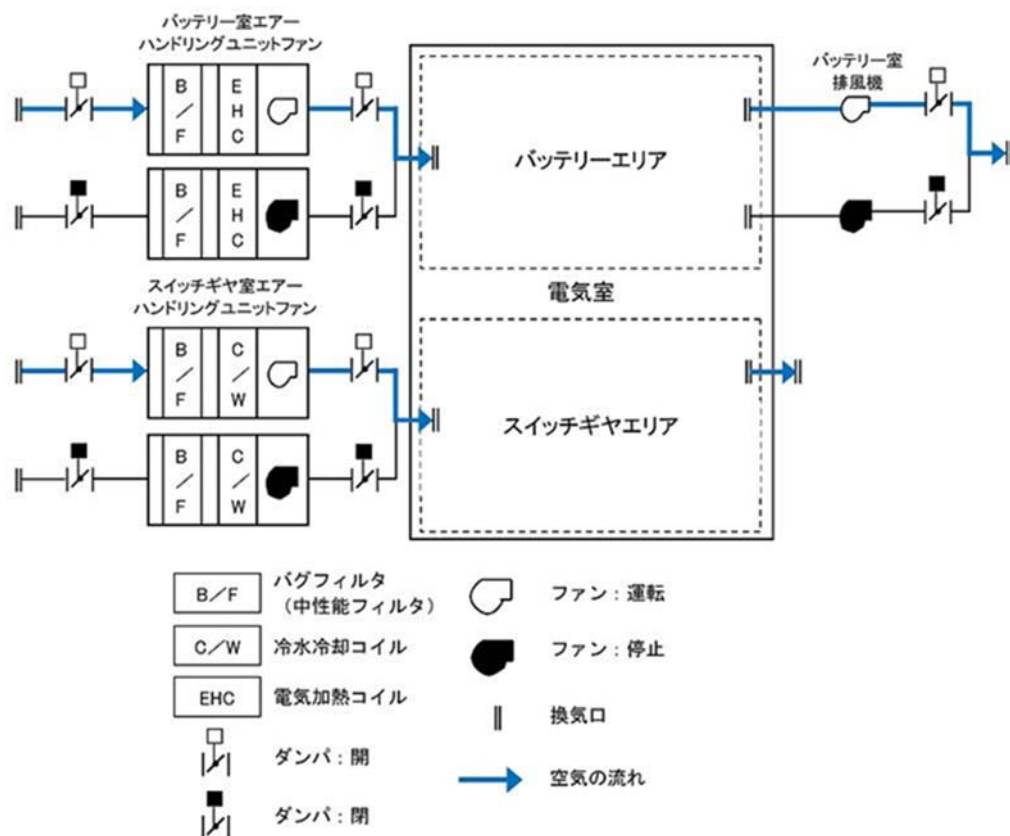 バッテリー室エアー
ハンドリングユニットファン
B/F
EHC
B/F
EHC
バッテリーエリア
バッテリー室
排風機
電気室
スイッチギヤ室エアー
ハンドリングユニットファン
B/F
C/W
B/F
C/W
スイッチギヤエリア
B/F
バグフィルタ
(中性能フィルタ)
C/W
冷水冷却コイル
EHC
電気加熱コイル
ダンパ:開
ダンパ:閉
ファン:運転
ファン:停止
換気口
空気の流れ